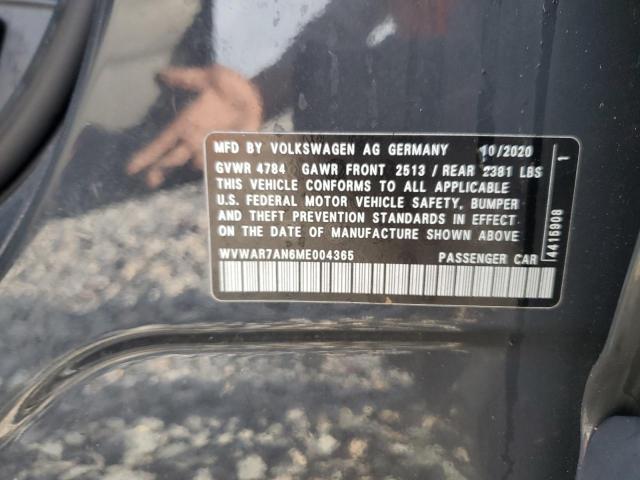 MFD BY VOLKSWAGEN AG GERMANY 10/2020
GVWR 4784 GAWR FRONT 2513 / REAR 2381 LBS
THIS VEHICLE CONFORMS TO ALL APPLICABLE
U.S. FEDERAL MOTOR VEHICLE SAFETY, BUMPER
AND THEFT PREVENTION STANDARDS IN EFFECT
ON THE DATE OF MANUFACTURE SHOWN ABOVE
WVWAR7AN6ME004365 PASSENGER CAR
4416908 1